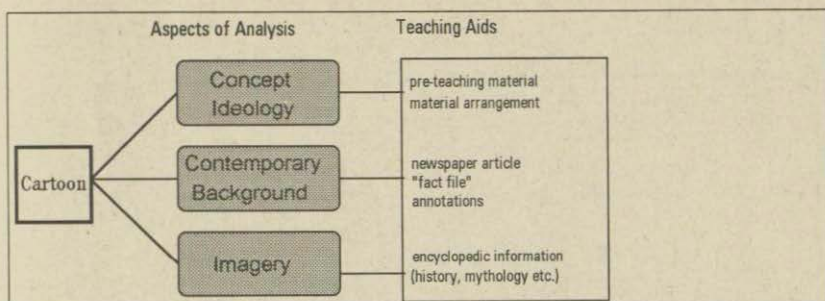 Aspects of Analysis
Teaching Aids
Cartoon
Concept
Ideology
pre-teaching material
material arrangement
Contemporary
Background
newspaper article
"fact file"
annotations
Imagery
encyclopedic information
(history, mythology etc.)